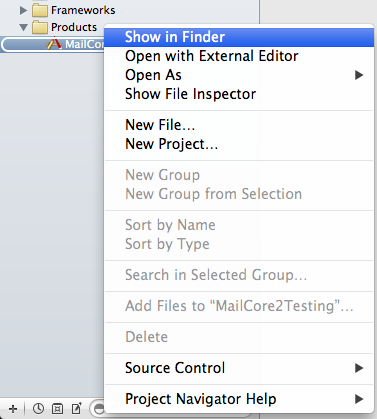 Frameworks
Products
MailCo
Show in Finder
Open with External Editor
Open As
Show File Inspector
New File...
New Project...
New Group
New Group from Selection
Sort by Name
Sort by Type
Search in Selected Group...
Add Files to “MailCore2Testing”...
Delete
Source Control
Project Navigator Help